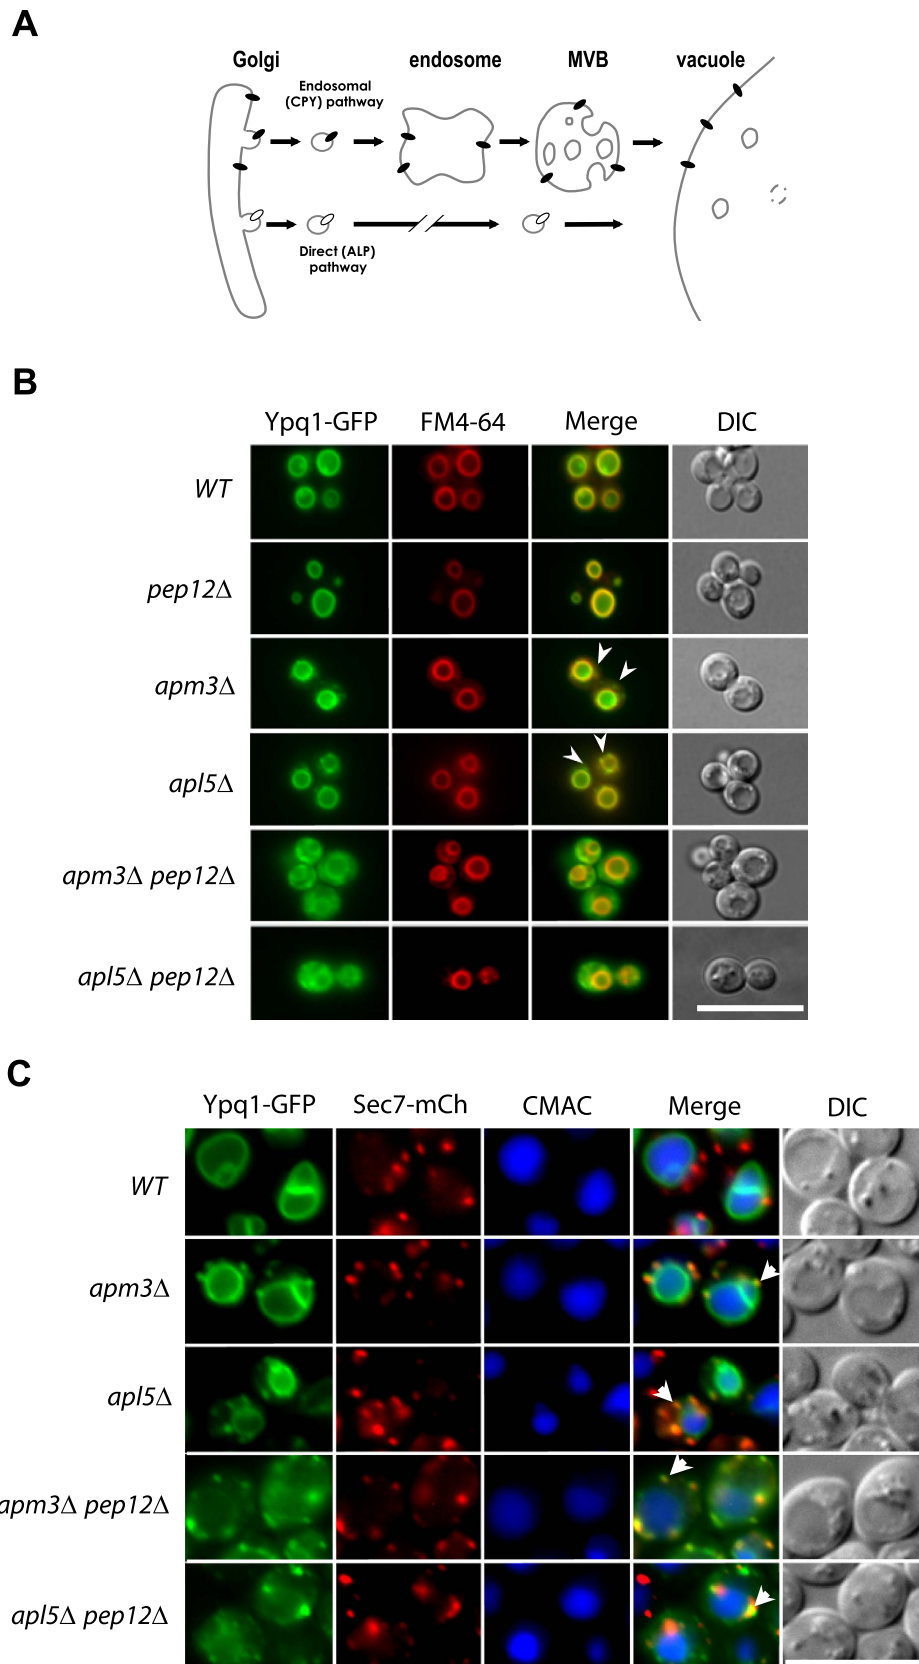 A
Golgi
endosome
MVB
vacuole
Endosomal
(CPY) pathway
Direct (ALP)
pathway
B
Ypq1-GFP FM4-64 Merge DIC
WT
pep12Δ
apm3Δ
apl5Δ
apm3Δ pep12Δ
apl5Δ pep12Δ
C
Ypq1-GFP Sec7-mCh CMAC Merge DIC
WT
apm3Δ
apl5Δ
apm3Δ pep12Δ
apl5Δ pep12Δ